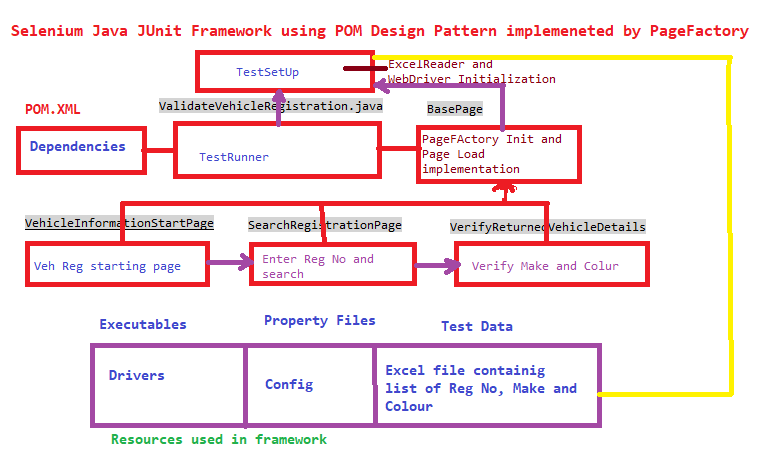 Selenium Java JUnit Framework using POM Design Pattern implemeneted by PageFactory
TestSetUp
ExcelReader and
WebDriver Initialization
ValidateVehicleRegistration.java
BasePage
POM.XML
Dependencies
TestRunner
PageFActory Init and
Page Load
implementation
VehicleInformationStartPage
SearchRegistrationPage
VerifyReturnedVehicleDetails
Veh Reg starting page
Enter Reg No and
search
Verify Make and Colur
Executables
Property Files
Test Data
Drivers
Config
Excel file containig
list of Reg No, Make and
Colour
Resources used in framework